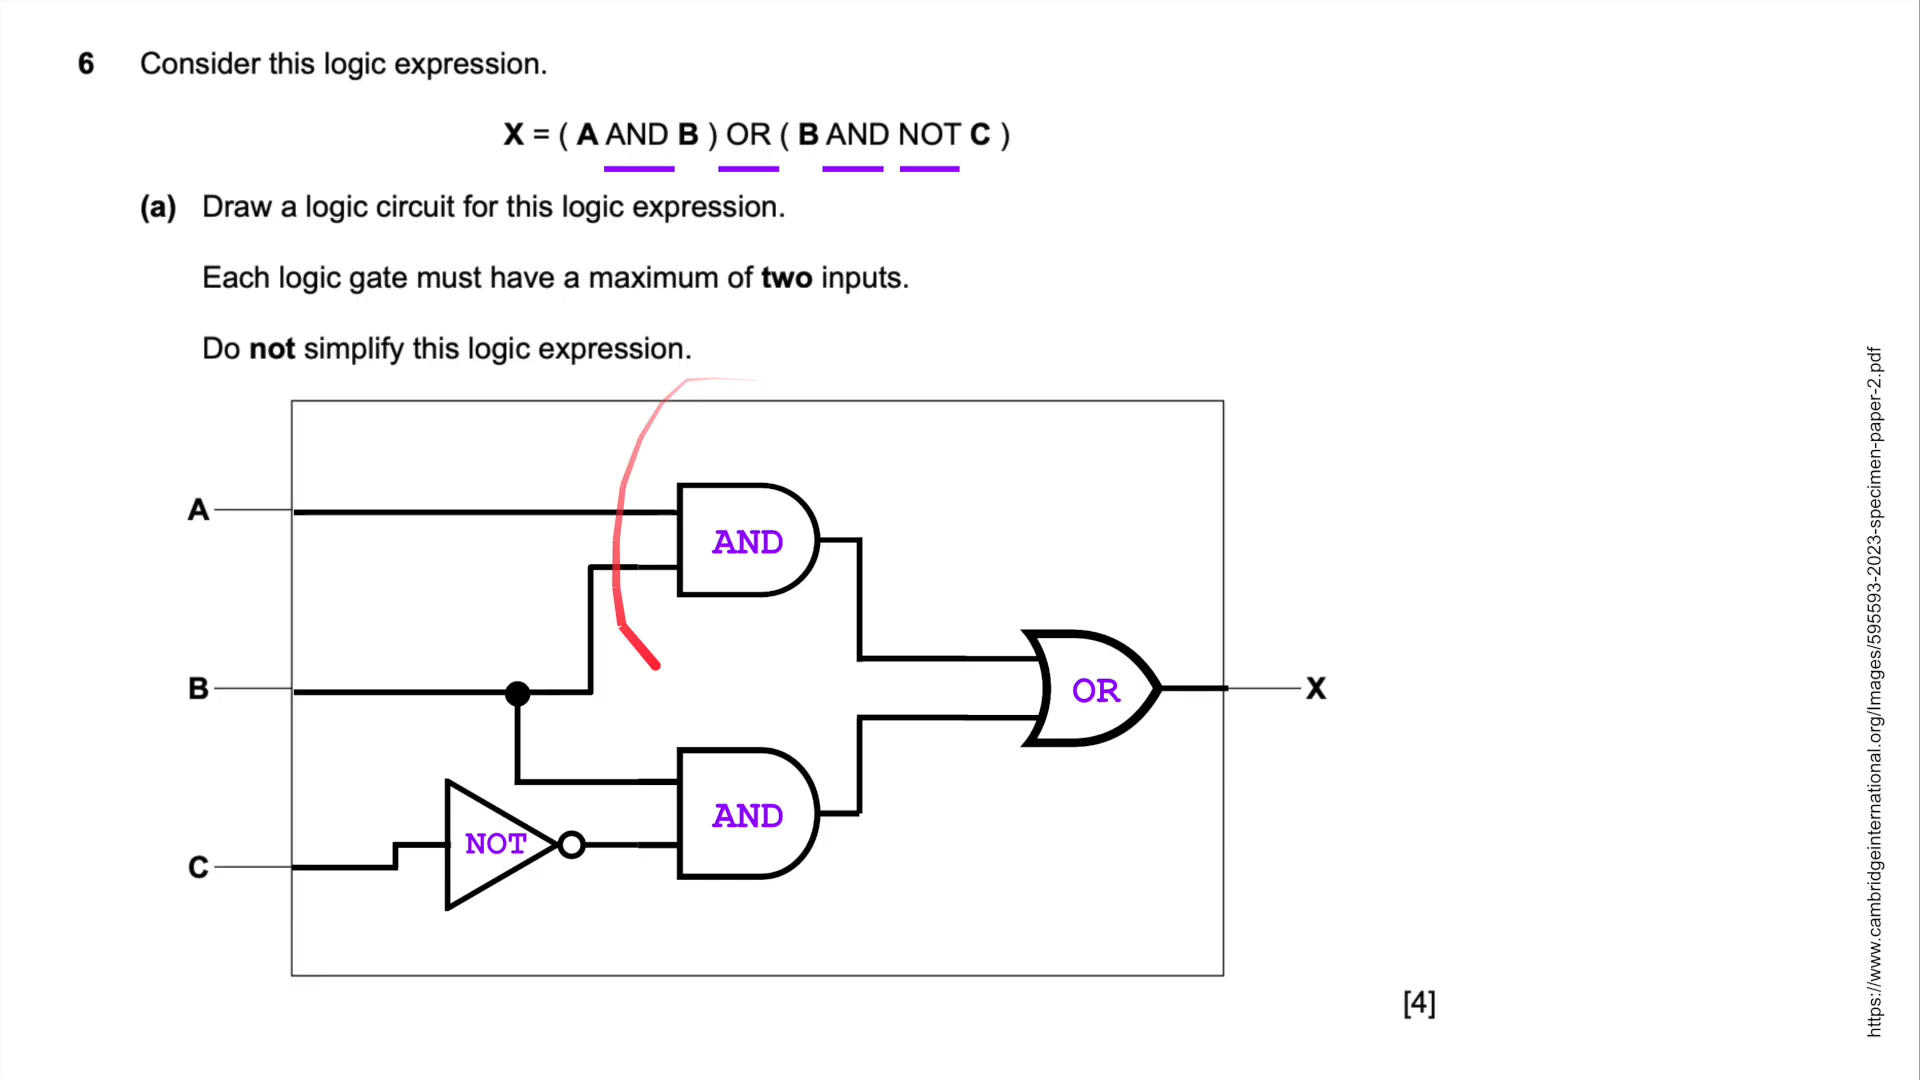 6 Consider this logic expression.
X = ( A AND B ) OR ( B AND NOT C )
(a) Draw a logic circuit for this logic expression.
Each logic gate must have a maximum of two inputs.
Do not simplify this logic expression.
A
AND
B
OR
X
AND
NOT
C
[4]
https://www.cambridgeinternational.org/Images/595593-2023-specimen-paper-2.pdf